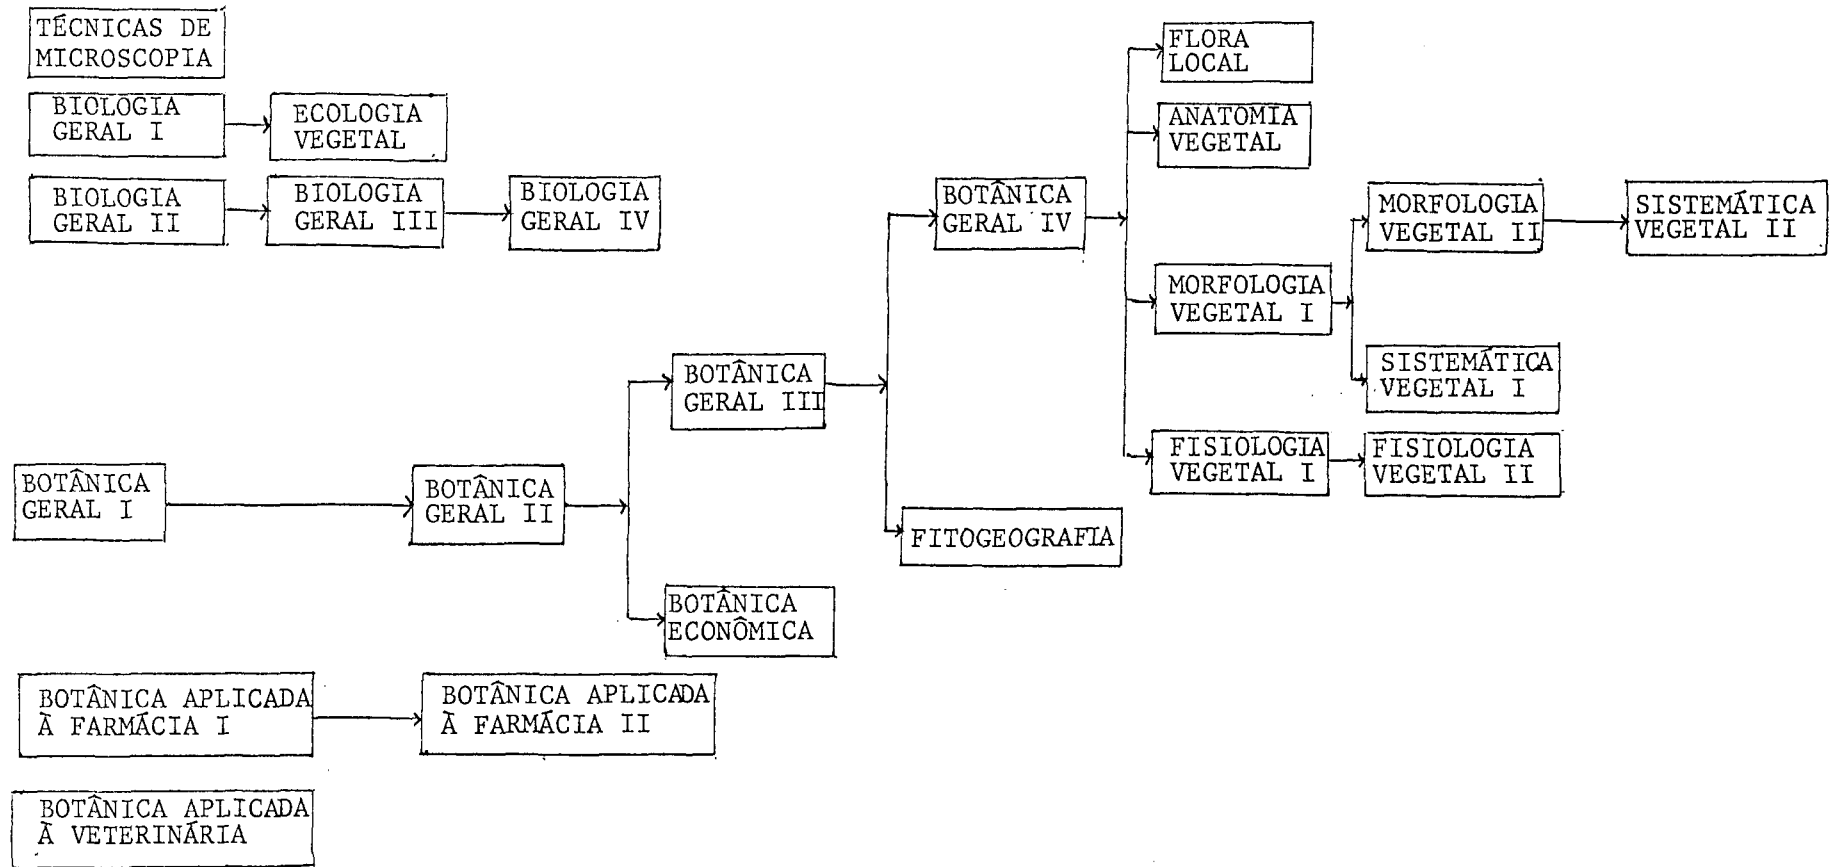 TÉCNICAS DE
MICROSCOPIA
BIOLOGIA
GERAL I
ECOLOGIA
VEGETAL
BIOLOGIA
GERAL II
BIOLOGIA
GERAL III
BIOLOGIA
GERAL IV
BOTÂNICA
GERAL IV
FLORA
LOCAL
ANATOMIA
VEGETAL
MORFOLOGIA
VEGETAL I
MORFOLOGIA
VEGETAL II
SISTEMÁTICA
VEGETAL II
SISTEMÁTICA
VEGETAL I
BOTÂNICA
GERAL III
FISIOLOGIA
VEGETAL I
FISIOLOGIA
VEGETAL II
BOTÂNICA
GERAL I
BOTÂNICA
GERAL II
FITOGEOGRAFIA
BOTÂNICA
ECONÔMICA
BOTÂNICA APLICADA
À FARMÁCIA I
BOTÂNICA APLICADA
À FARMÁCIA II
BOTÂNICA APLICADA
À VETERINÁRIA